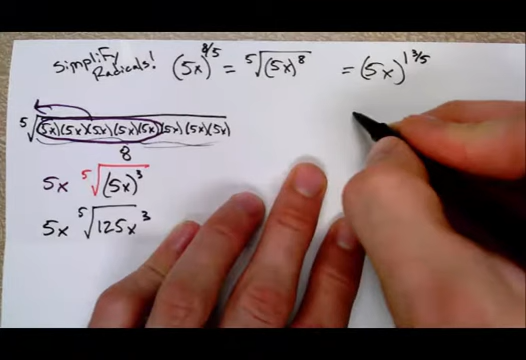 Simplify Radicals! (5x)^{8/5} = ⁵√(5x)^8 = (5x)^{1 3/5}
⁵√(5x)(5x)(5x)(5x)(5x)(5x)(5x)(5x)
8
5x ⁵√(5x)^3
5x ⁵√125x^3